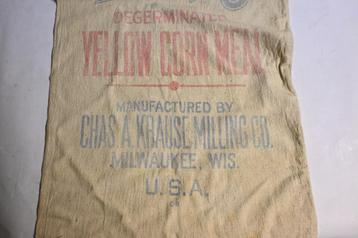 DEGERMINATED
YELLOW CORN MEAL
MANUFACTURED BY
CHAS. A. KRAUSE MILLING CO.
MILWAUKEE, WIS.
U.S.A.